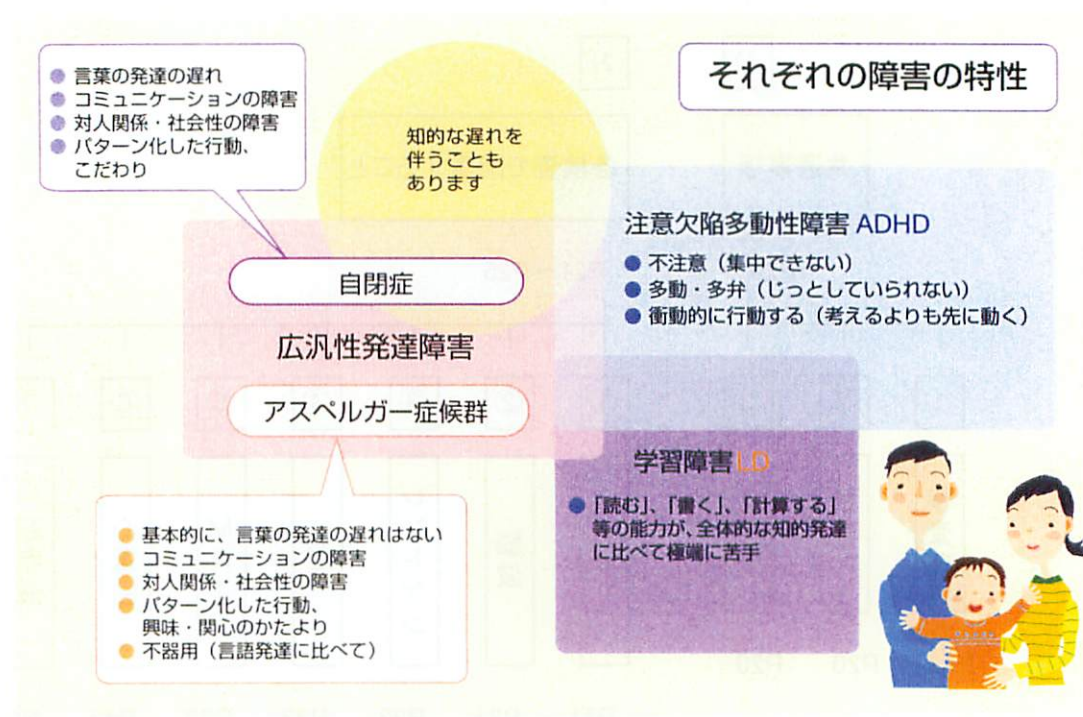 それぞれの障害の特性
● 言葉の発達の遅れ
● コミュニケーションの障害
● 対人関係・社会性の障害
● パターン化した行動、
こだわり
知的な遅れを
伴うことも
あります
自閉症
広汎性発達障害
アスペルガー症候群
● 基本的に、言葉の発達の遅れはない
● コミュニケーションの障害
● 対人関係・社会性の障害
● パターン化した行動、
興味・関心のかたより
● 不器用（言語発達に比べて）
注意欠陥多動性障害 ADHD
● 不注意（集中できない）
● 多動・多弁（じっとしていられない）
● 衝動的に行動する（考えるよりも先に動く）
学習障害 LD
● 「読む」、「書く」、「計算する」
等の能力が、全体的な知的発達
に比べて極端に苦手